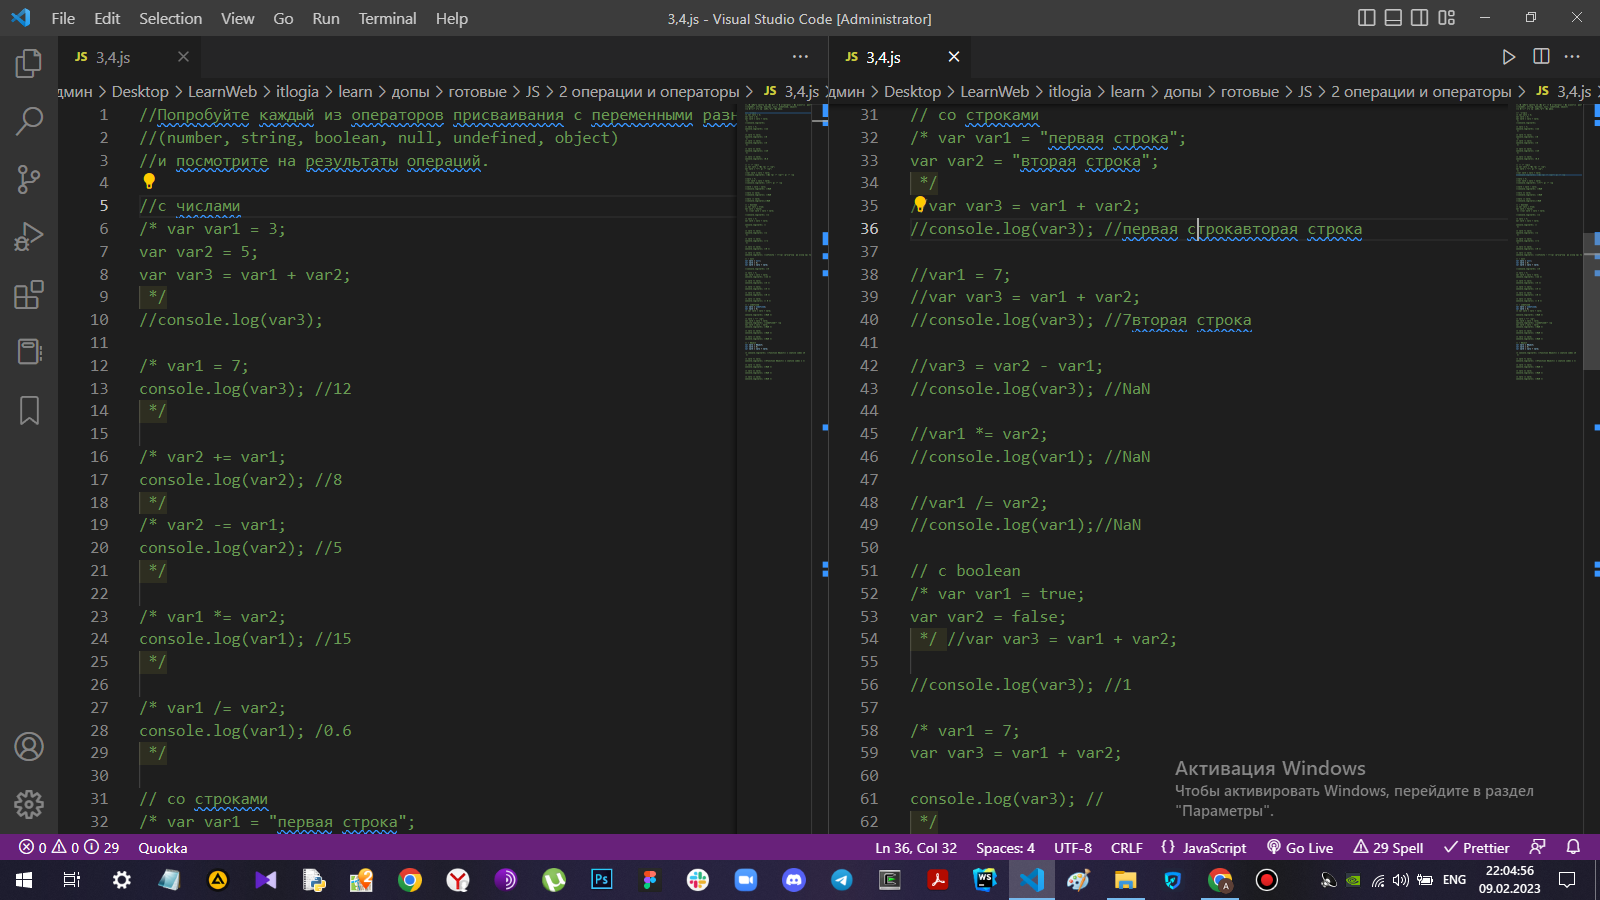 File Edit Selection View Go Run Terminal Help
3,4.js - Visual Studio Code [Administrator]
JS 3,4.js
дмин > Desktop > LearnWeb > itlogia > learn > допы > готовые > JS > 2 операции и операторы > JS 3,4.js >
1 //Попробуйте каждый из операторов присваивания с переменными разн
2 //(number, string, boolean, null, undefined, object)
3 //и посмотрите на результаты операций.
4
5 //с числами
6 /* var var1 = 3;
7 var var2 = 5;
8 var var3 = var1 + var2;
9 */
10 //console.log(var3);
11
12 /* var1 = 7;
13 console.log(var3); //12
14 */
15
16 /* var2 += var1;
17 console.log(var2); //8
18 */
19 /* var2 -= var1;
20 console.log(var2); //5
21 */
22
23 /* var1 *= var2;
24 console.log(var1); //15
25 */
26
27 /* var1 /= var2;
28 console.log(var1); /0.6
29 */
30
31 // со строками
32 /* var var1 = "первая строка";
JS 3,4.js
дмин > Desktop > LearnWeb > itlogia > learn > допы > готовые > JS > 2 операции и операторы > JS 3,4.js >
31 // со строками
32 /* var var1 = "первая строка";
33 var var2 = "вторая строка";
34 */
35 /var var3 = var1 + var2;
36 //console.log(var3); //первая строкавторая строка
37
38 //var1 = 7;
39 //var var3 = var1 + var2;
40 //console.log(var3); //7вторая строка
41
42 //var3 = var2 - var1;
43 //console.log(var3); //NaN
44
45 //var1 *= var2;
46 //console.log(var1); //NaN
47
48 //var1 /= var2;
49 //console.log(var1);//NaN
50
51 // с boolean
52 /* var var1 = true;
53 var var2 = false;
54 */ //var var3 = var1 + var2;
55
56 //console.log(var3); //1
57
58 /* var1 = 7;
59 var var3 = var1 + var2;
60
61 console.log(var3); //
62 */
Активация Windows
Чтобы активировать Windows, перейдите в раздел
"Параметры".
0 0 29 Quokka
Ln 36, Col 32 Spaces: 4 UTF-8 CRLF {} JavaScript Go Live 29 Spell Prettier
ENG
22:04:56
09.02.2023